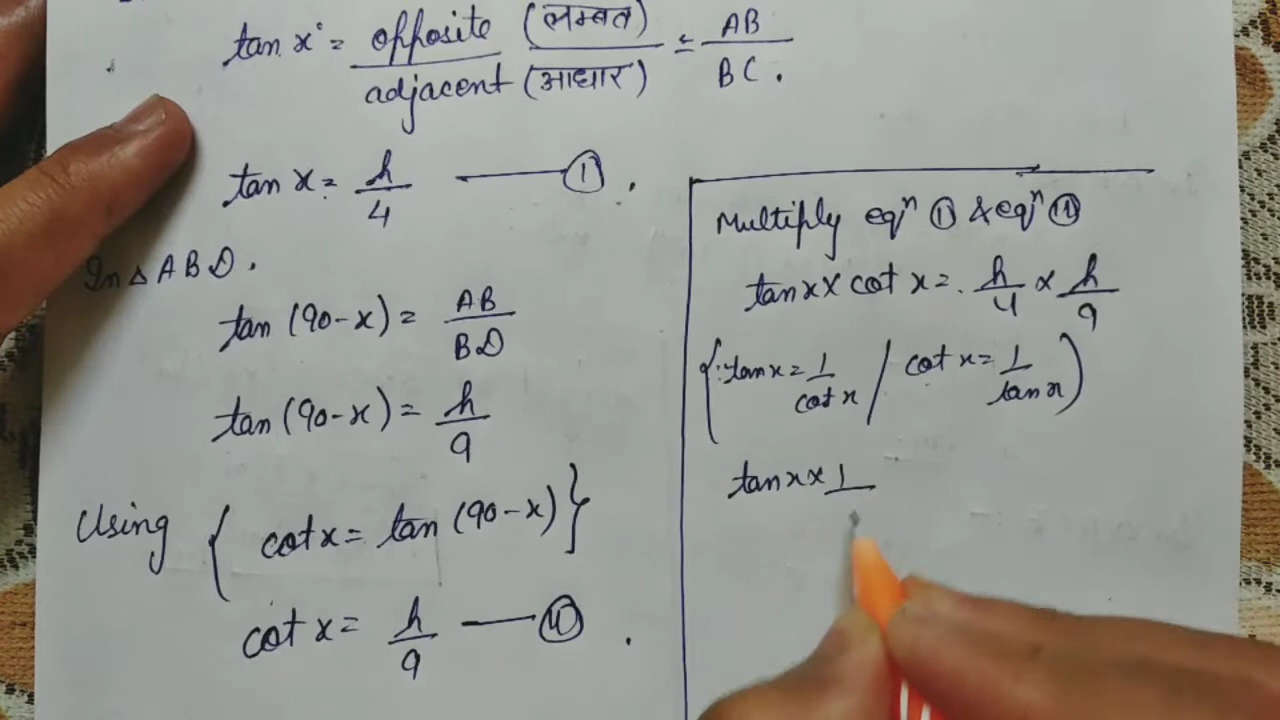 tan x° = opposite (लम्बत) / adjacent (आधार) = AB / BC.
tan x = h/4 —— ①.
In △ABD.
tan (90-x) = AB/BD
tan (90-x) = h/9
Using { cot x = tan (90-x) }
cot x = h/9 —— ⑪.
Multiply eqⁿ ① & eqⁿ ⑪
tan x × cot x = h/4 × h/9
{∵ tan x = 1/cot x / cot x = 1/tan x )
tan x × 1/